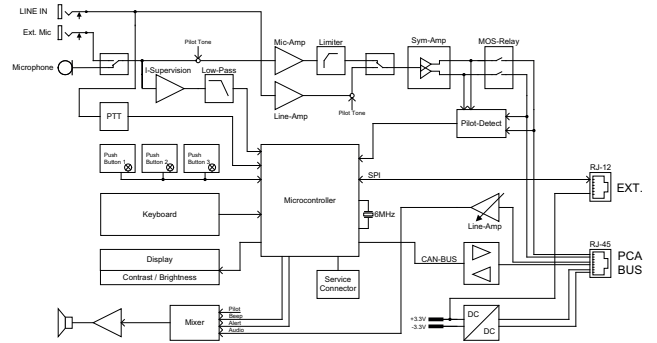 LINE IN
Ext. Mic
Microphone
Pilot Tone
Mic-Amp
Limiter
Sym-Amp
MOS-Relay
I-Supervision
Low-Pass
Line-Amp
Pilot Tone
PTT
Pilot-Detect
Push
Button 1
Push
Button 2
Push
Button 3
Microcontroller
SPI
RJ-12
EXT.
Keyboard
6MHz
Line-Amp
Display
Contrast / Brightness
CAN-BUS
RJ-45
PCA
BUS
Service
Connector
Mixer
Pilot
Beep
Alert
Audio
+3.3V
-3.3V
DC
DC